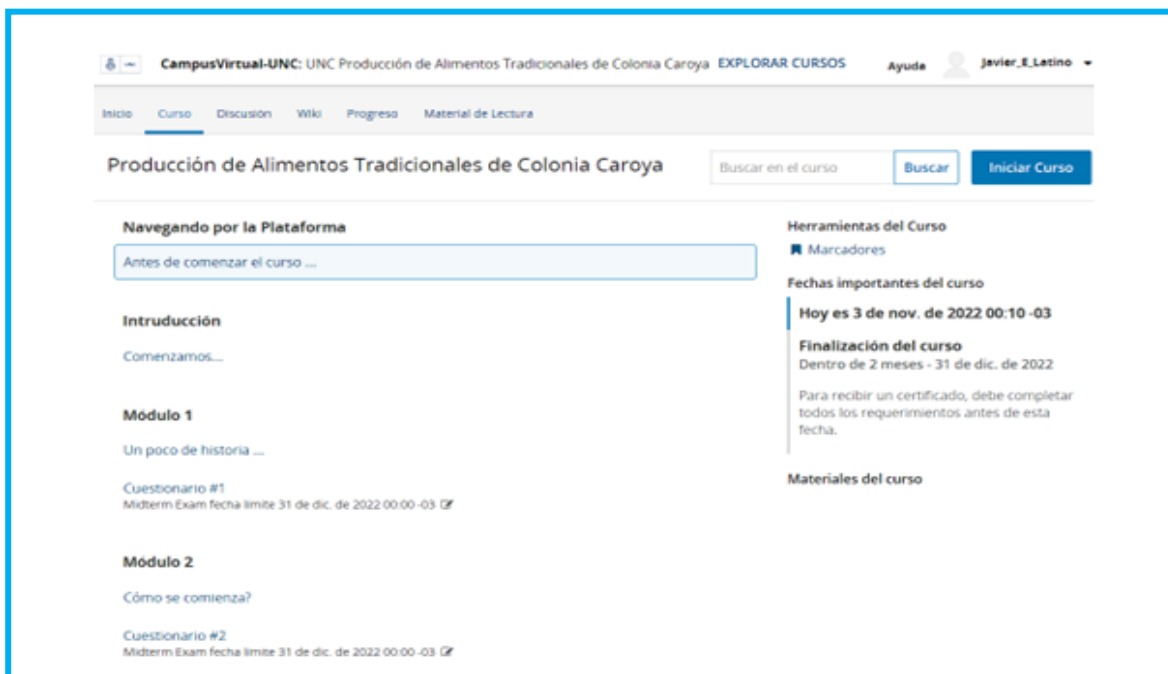 CampusVirtual-UNC: UNC Producción de Alimentos Tradicionales de Colonia Caroya EXPLORAR CURSOS Ayuda Javier_E_Latino
Inicio Curso Discusión Wiki Progreso Material de Lectura
Producción de Alimentos Tradicionales de Colonia Caroya
Buscar en el curso Buscar Iniciar Curso
Navegando por la Plataforma
Antes de comenzar el curso ...
Intruducción
Comenzamos...
Módulo 1
Un poco de historia ...
Cuestionario #1
Midterm Exam fecha limite 31 de dic. de 2022 00:00 -03
Módulo 2
Cómo se comienza?
Cuestionario #2
Midterm Exam fecha limite 31 de dic. de 2022 00:00 -03
Herramientas del Curso
Marcadores
Fechas importantes del curso
Hoy es 3 de nov. de 2022 00:10 -03
Finalización del curso
Dentro de 2 meses - 31 de dic. de 2022
Para recibir un certificado, debe completar
todos los requerimientos antes de esta
fecha.
Materiales del curso